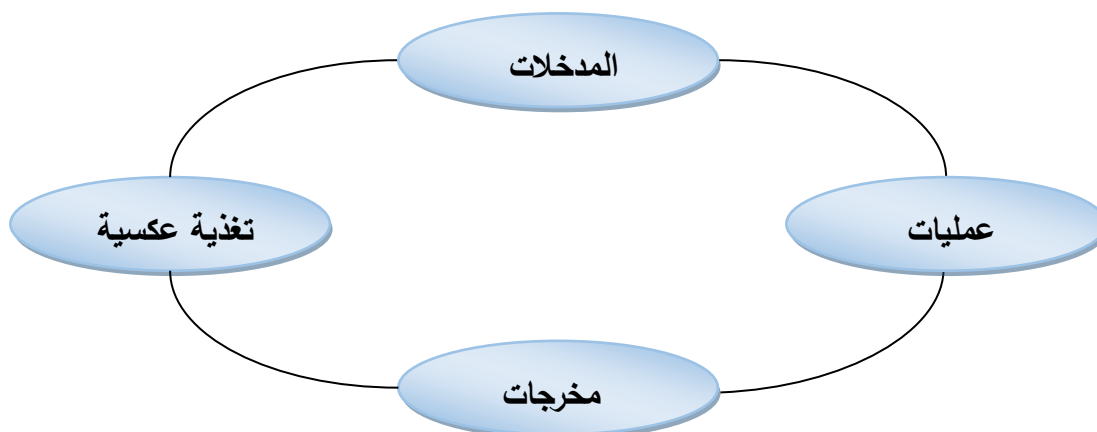 المدخلات
عمليات
تغذية عكسية
مخرجات